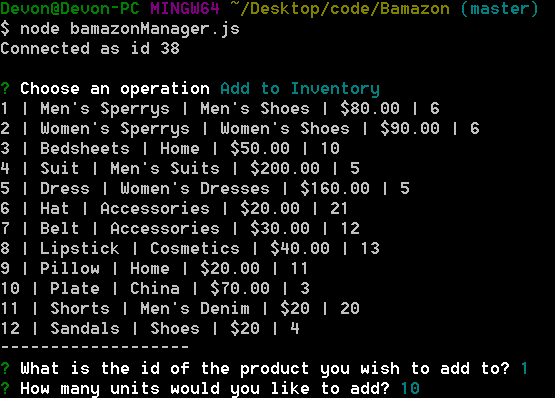 Devon@Devon-PC MINGW64 ~/Desktop/code/Bamazon (master)
$ node bamazonManager.js
Connected as id 38
? Choose an operation Add to Inventory
1 | Men's Sperrys | Men's Shoes | $80.00 | 6
2 | Women's Sperrys | Women's Shoes | $90.00 | 6
3 | Bedsheets | Home | $50.00 | 10
4 | Suit | Men's Suits | $200.00 | 5
5 | Dress | Women's Dresses | $160.00 | 5
6 | Hat | Accessories | $20.00 | 21
7 | Belt | Accessories | $30.00 | 12
8 | Lipstick | Cosmetics | $40.00 | 13
9 | Pillow | Home | $20.00 | 11
10 | Plate | China | $70.00 | 3
11 | Shorts | Men's Denim | $20 | 20
12 | Sandals | Shoes | $20 | 4
-------------------
? What is the id of the product you wish to add to? 1
? How many units would you like to add? 10